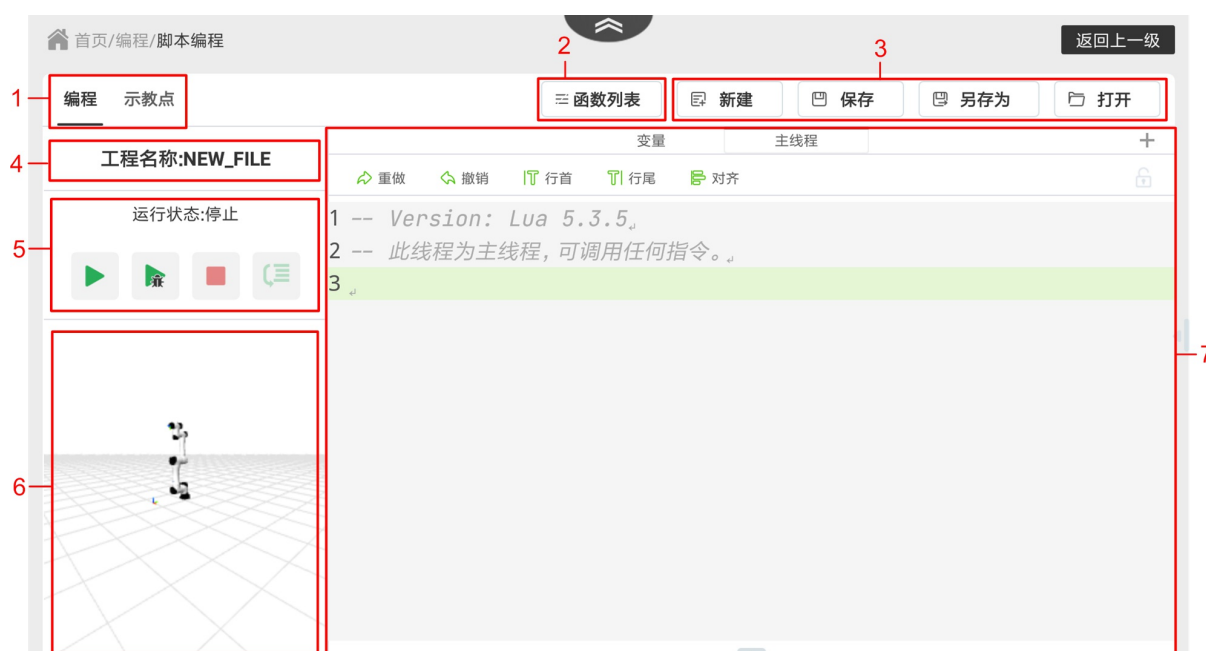 首页/编程/脚本编程
返回上一级
2
3
1
编程 示教点
函数列表
新建 保存 另存为 打开
4
工程名称:NEW_FILE
变量 主线程 +
重做 撤销 行首 行尾 对齐
5
运行状态:停止
1 -- Version: Lua 5.3.5
2 -- 此线程为主线程，可调用任何指令。
3
6
7